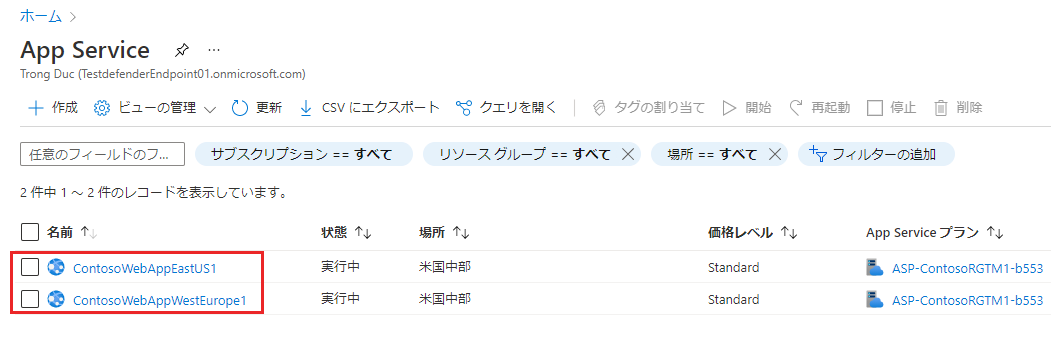 ホーム >
App Service
Trong Duc (TestdefenderEndpoint01.onmicrosoft.com)
作成 ビューの管理 更新 CSV にエクスポート クエリを開く タグの割り当て 開始 再起動 停止 削除
任意のフィールドのフ... サブスクリプション == すべて リソース グループ == すべて 場所 == すべて フィルターの追加
2 件中 1 ~ 2 件のレコードを表示しています。
名前 状態 場所 価格レベル App Service プラン
ContosoWebAppEastUS1 実行中 米国中部 Standard ASP-ContosoRGTM1-b553
ContosoWebAppWestEurope1 実行中 米国中部 Standard ASP-ContosoRGTM1-b553